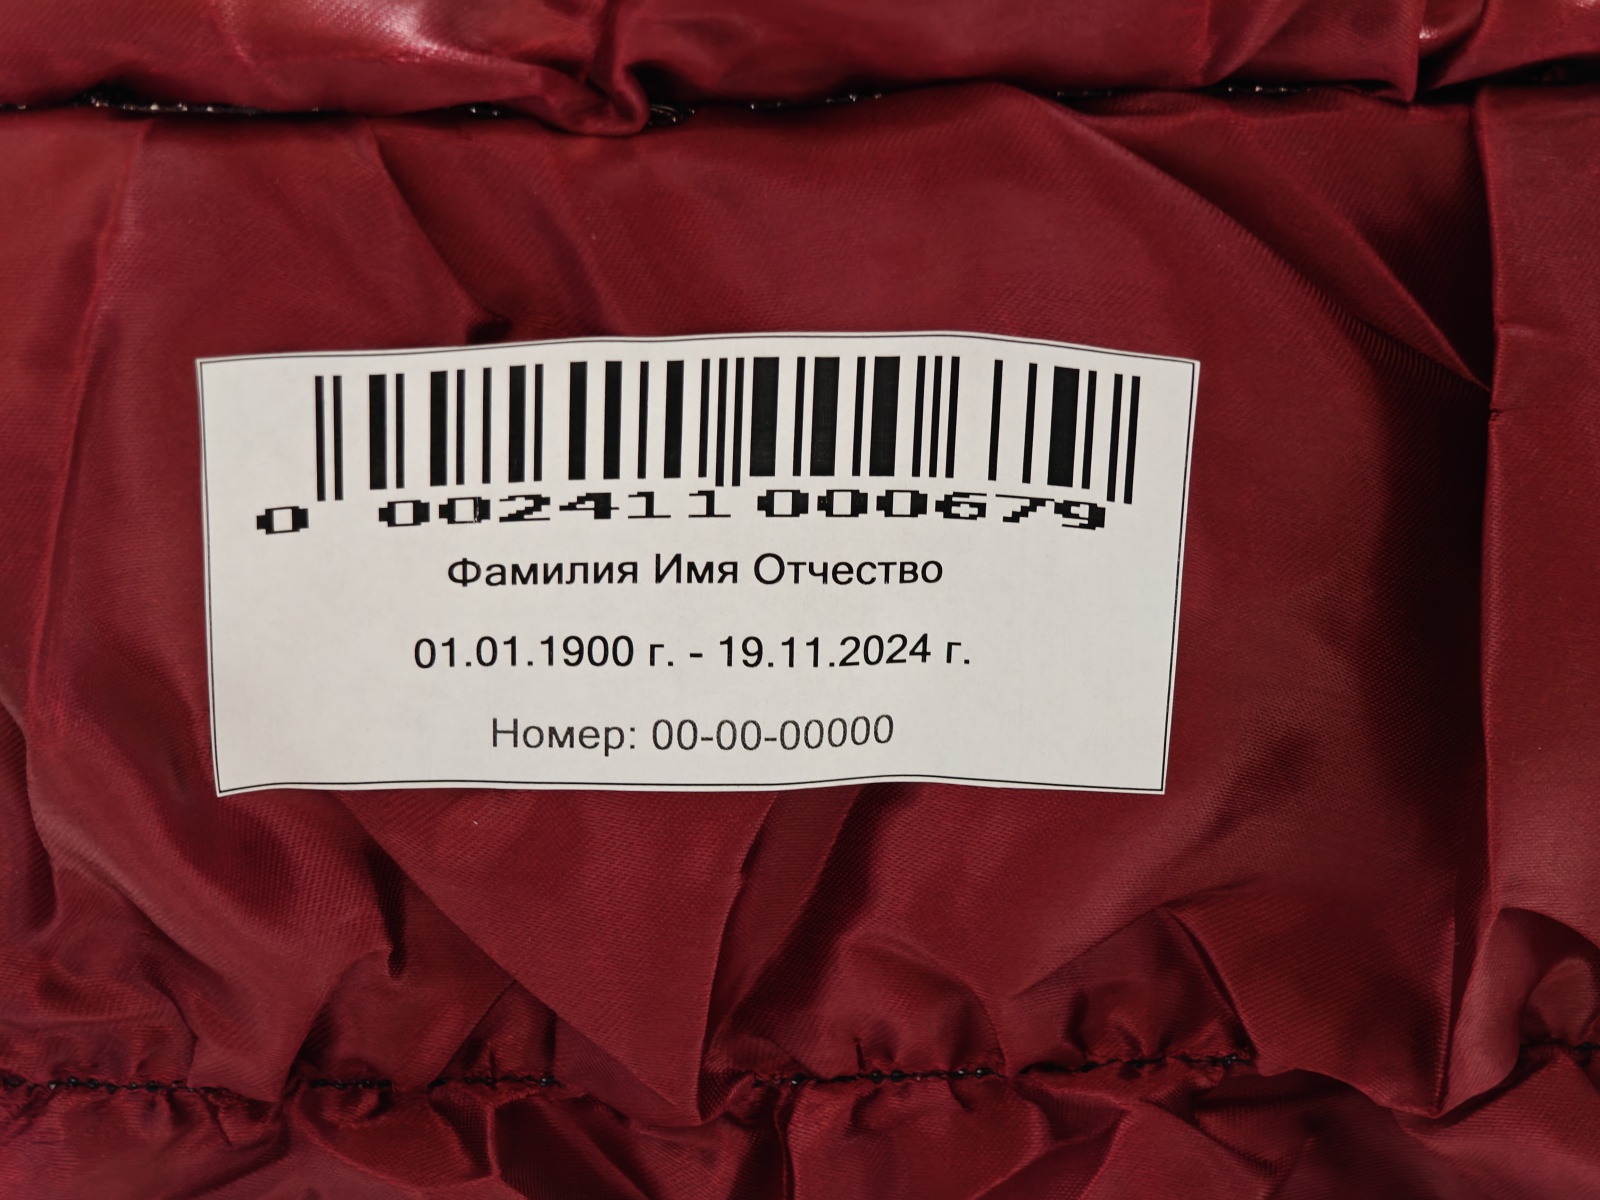 0 002411 000679
Фамилия Имя Отчество
01.01.1900 г. - 19.11.2024 г.
Номер: 00-00-00000